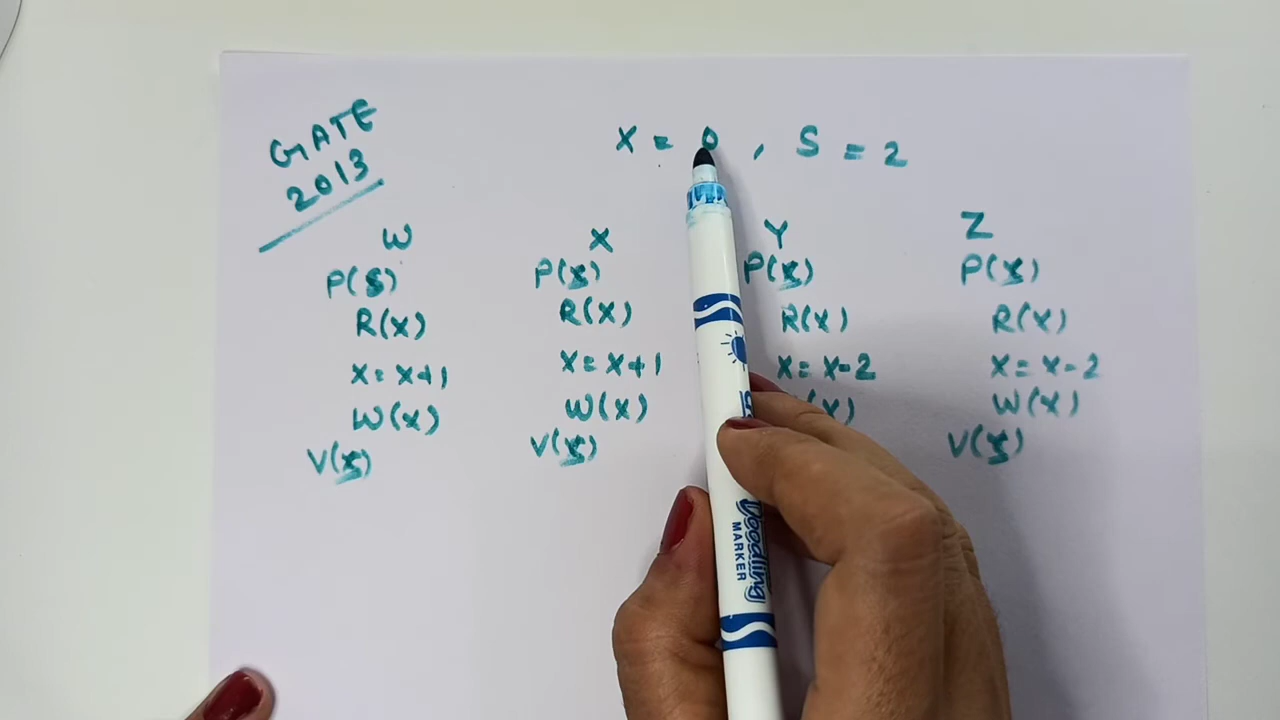 GATE
2013
X = 0 , S = 2
W
P(S)
R(X)
X = X+1
W(X)
V(S)
X
P(S)
R(X)
X = X+1
W(X)
V(S)
Y
P(S)
R(X)
X = X-2
(X)
Z
P(S)
R(X)
X = X-2
W(X)
V(S)
Doodling
MARKER